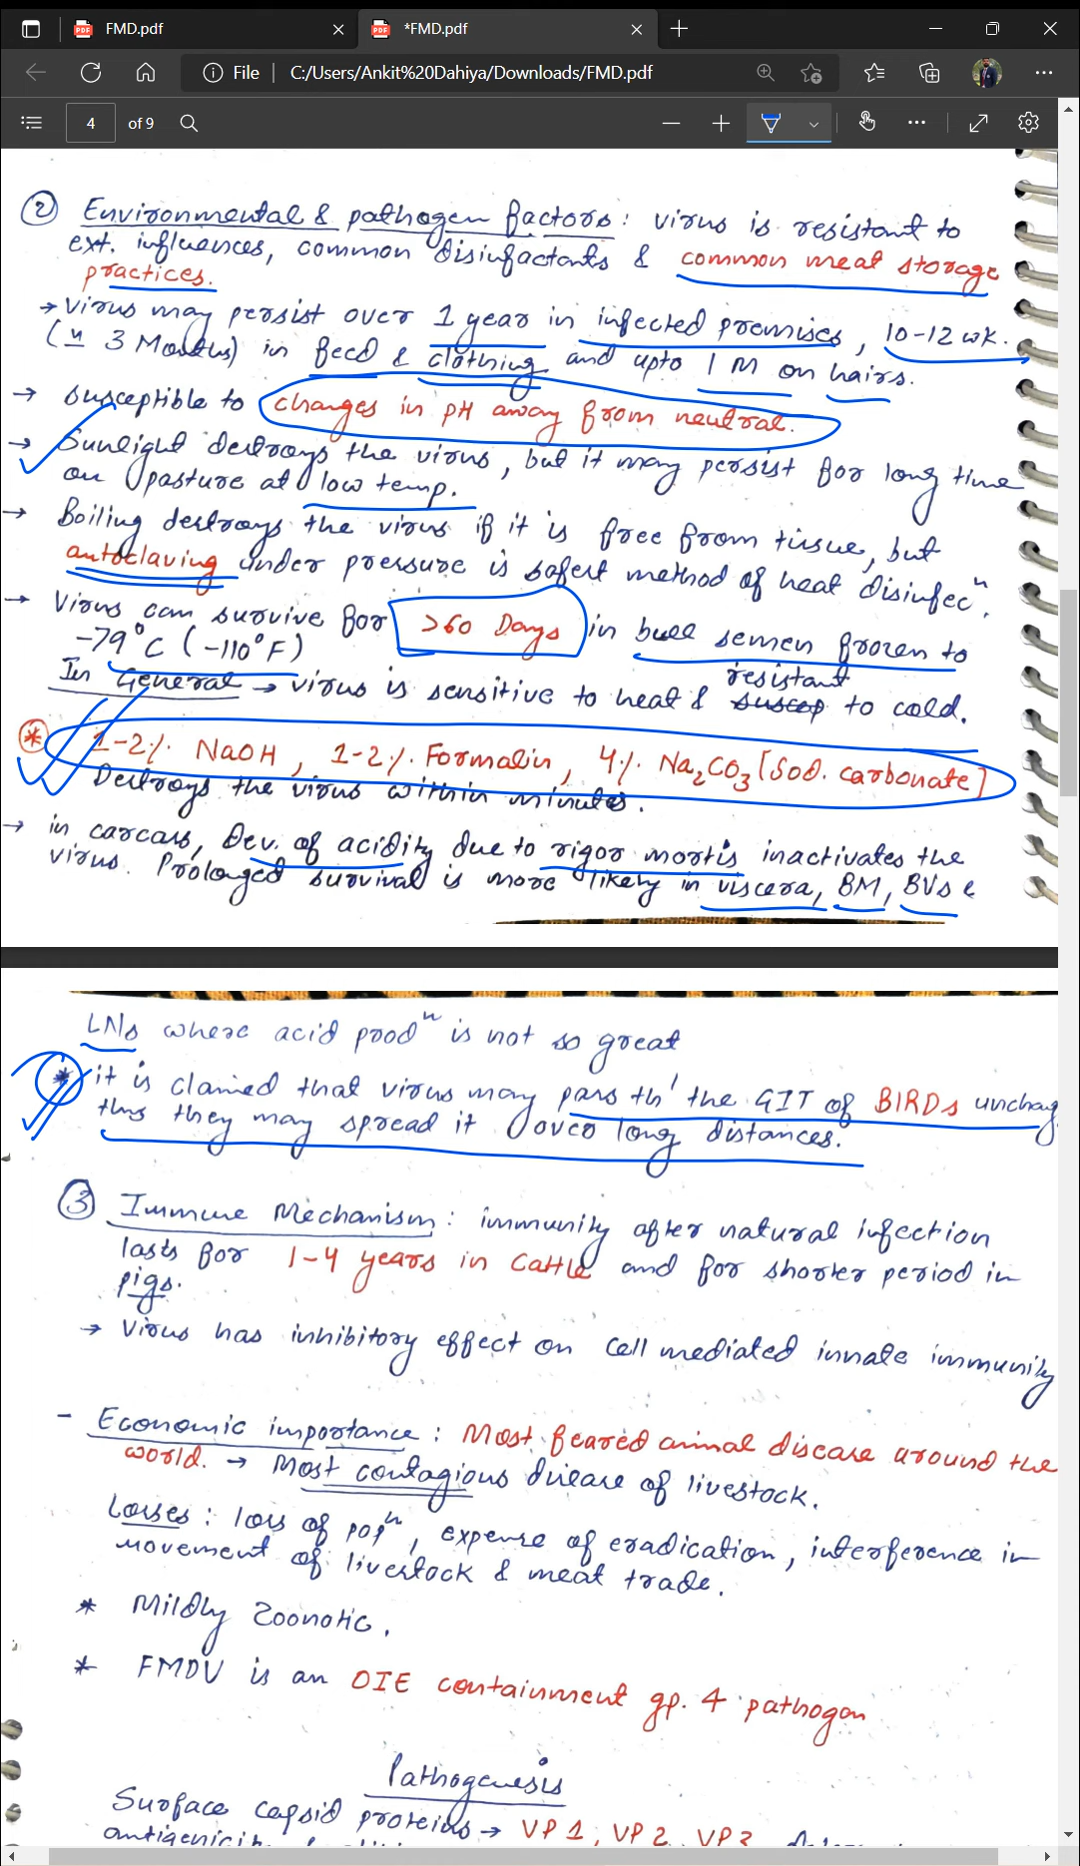 FMD.pdf
*FMD.pdf
File
C:/Users/Ankit%20Dahiya/Downloads/FMD.pdf
4 of 9
② Environmental & pathogen factors: virus is resistant to
ext. influences, common disinfactants & common meat storage
practices.
→ Virus may persist over 1 year in infected premises, 10-12 wk.
3 Months) in feed & clothing and upto 1 M on hairs.
→ Susceptible to changes in pH away from neutral.
→ Sunlight destroys the virus, but it may persist for long time
on pasture at low temp.
→ Boiling destroys the virus if it is free from tissue, but
autoclaving under pressure is safest method of heat disinfecⁿ.
→ Virus can survive for >60 Days in bull semen frozen to
-79°C (-110°F)
resistant
In General → virus is sensitive to heat & suscep to cold.
* 1-2%. NaOH, 1-2%. Formalin, 4%. Na₂CO₃ [Sod. carbonate]
Destroys the virus within minutes.
→ in carcass, Dev. of acidity due to rigor mortis inactivates the
virus. Prolonged survival is more likely in viscera, BM, BVs &
LNs where acid prodⁿ is not so great
* it is claimed that virus may pass th' the GIT of BIRDs unchag
thus they may spread it over long distances.
③ Immune Mechanism: immunity after natural infection
lasts for 1-4 years in Cattle and for shorter period in
pigs.
→ Virus has inhibitory effect on cell mediated innate immunity
- Economic importance: Most feared animal disease around the
world. → Most contagious disease of livestock.
Losses: loss of popⁿ, expense of eradication, interference in
movement of livestock & meat trade.
* Mildly Zoonotic.
* FMDV is an OIE containment gp. 4 pathogen
Pathogenesis
Surface capsid proteins → VP1, VP2, VP3